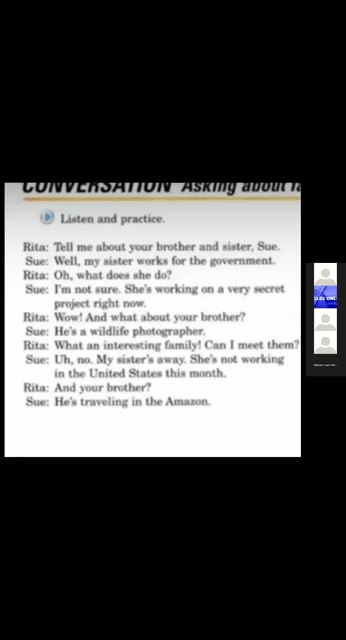 CONVERSATION Asking about fa
Listen and practice.
Rita: Tell me about your brother and sister, Sue.
Sue: Well, my sister works for the government.
Rita: Oh, what does she do?
Sue: I'm not sure. She's working on a very secret
project right now.
Rita: Wow! And what about your brother?
Sue: He's a wildlife photographer.
Rita: What an interesting family! Can I meet them?
Sue: Uh, no. My sister's away. She's not working
in the United States this month.
Rita: And your brother?
Sue: He's traveling in the Amazon.